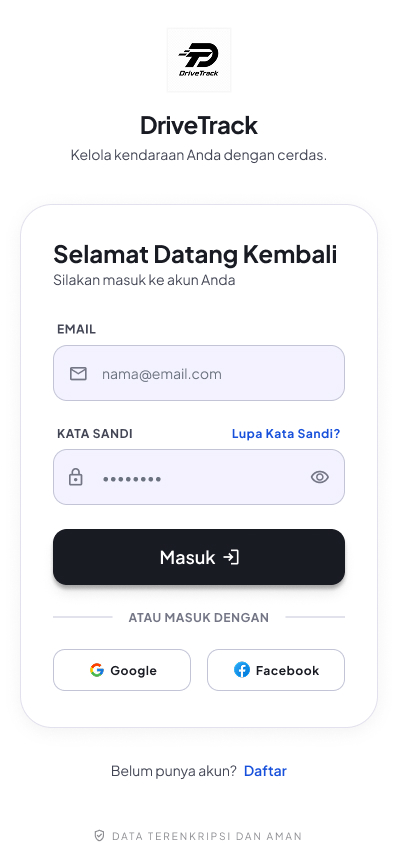 DriveTrack
DriveTrack
Kelola kendaraan Anda dengan cerdas.
Selamat Datang Kembali
Silakan masuk ke akun Anda
EMAIL
nama@email.com
KATA SANDI Lupa Kata Sandi?
••••••••
Masuk
ATAU MASUK DENGAN
Google Facebook
Belum punya akun? Daftar
DATA TERENKRIPSI DAN AMAN